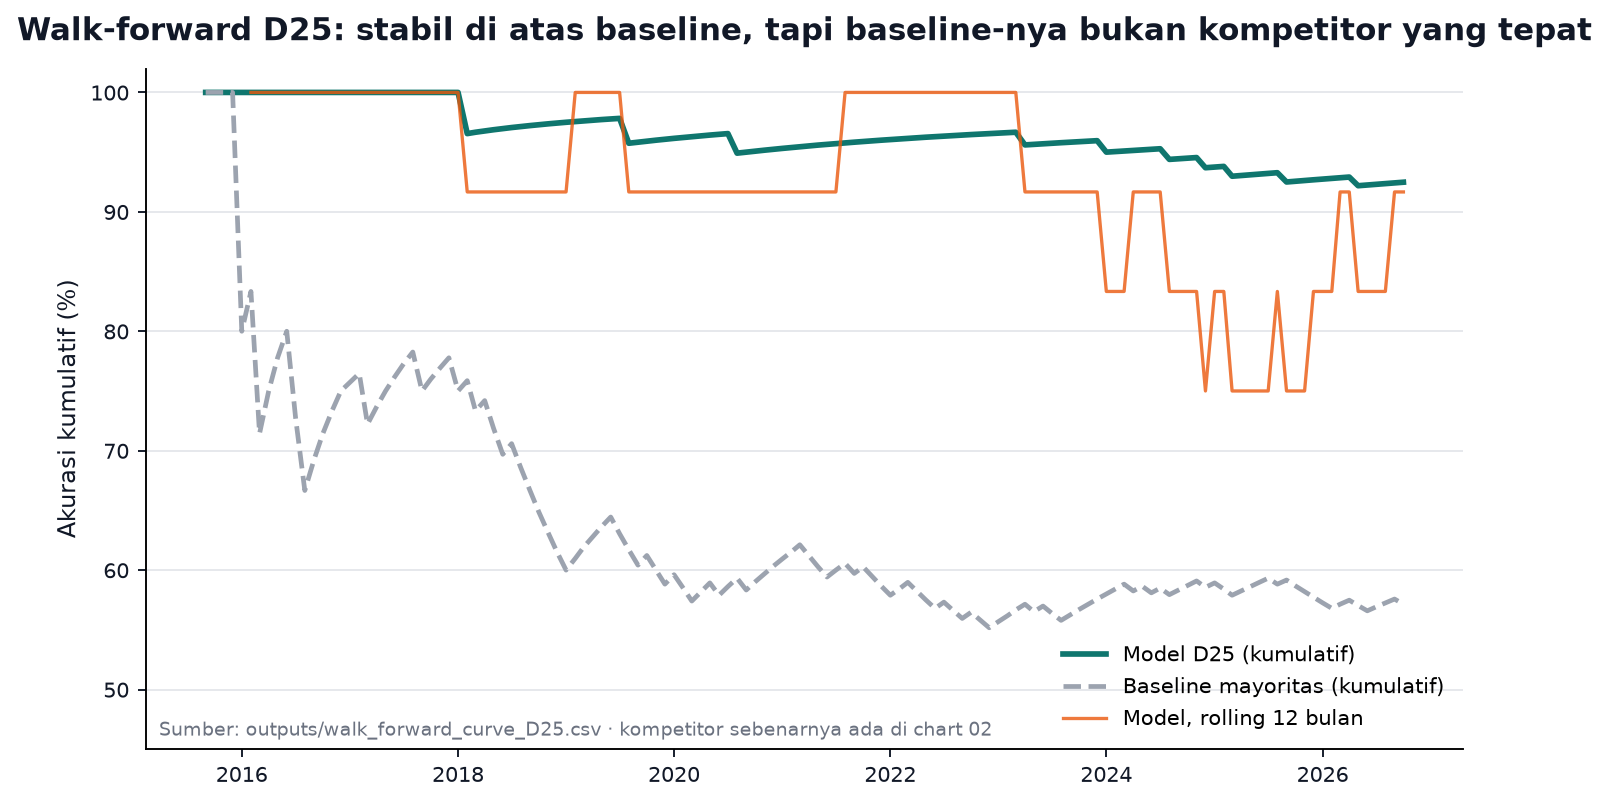 Walk-forward D25: stabil di atas baseline, tapi baseline-nya bukan kompetitor yang tepat
Akurasi kumulatif (%)
100
90
80
70
60
50
Model D25 (kumulatif)
Baseline mayoritas (kumulatif)
Model, rolling 12 bulan
Sumber: outputs/walk_forward_curve_D25.csv · kompetitor sebenarnya ada di chart 02
2016
2018
2020
2022
2024
2026